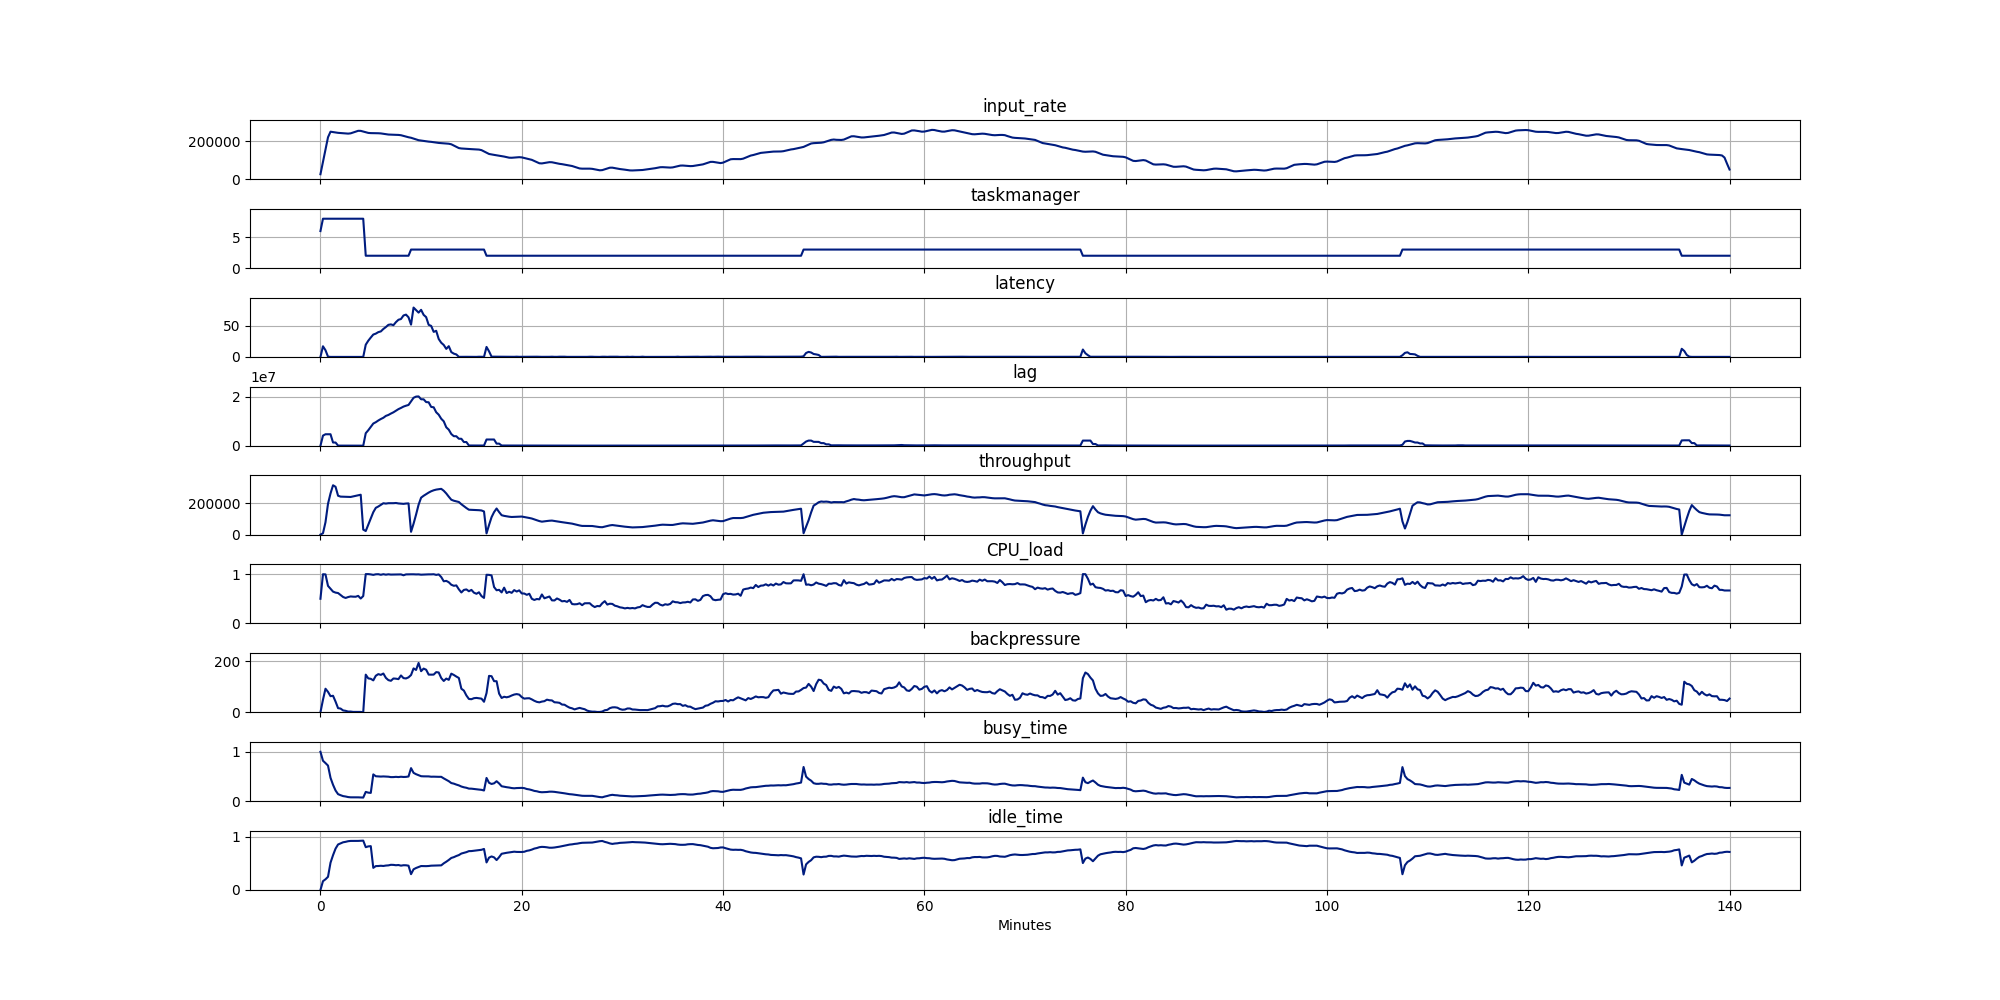 input_rate
200000
0
taskmanager
5
0
latency
50
0
1e7
lag
2
0
throughput
200000
0
CPU_load
1
0
backpressure
200
0
busy_time
1
0
idle_time
1
0
0 20 40 60 80 100 120 140
Minutes